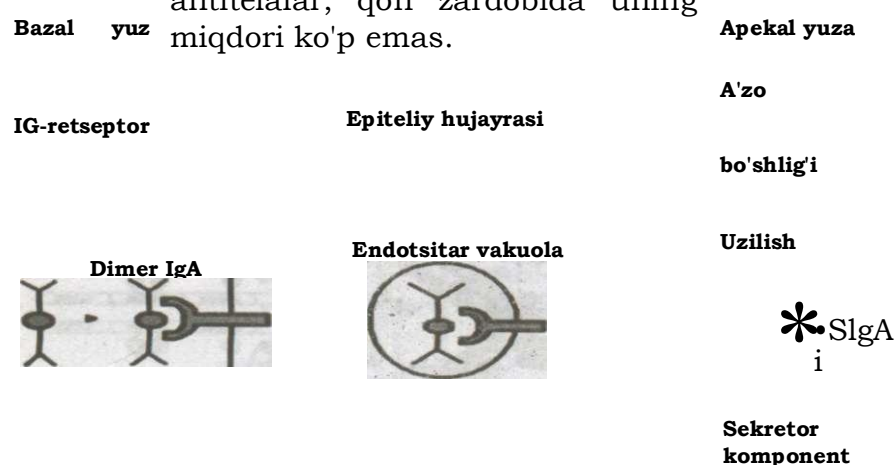 antitelalar, qon zardobida uning
miqdori ko'p emas.
Bazal yuz
IG-retseptor
Epiteliy hujayrasi
Apekal yuza
A'zo
bo'shlig'i
Uzilish
Dimer IgA
Endotsitar vakuola
SlgA
i
Sekretor
komponent